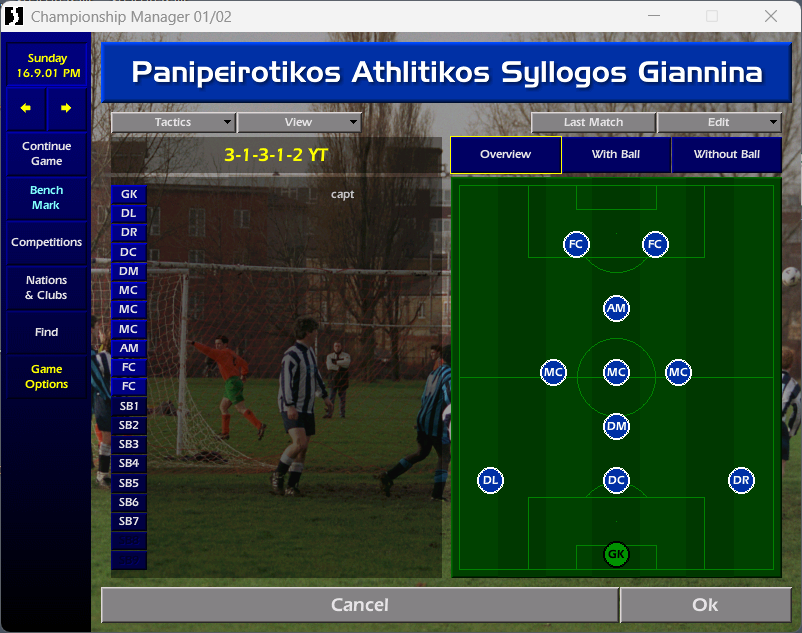 Championship Manager 01/02
Sunday
16.9.01 PM
Continue
Game
Bench
Mark
Competitions
Nations
& Clubs
Find
Game
Options
Panipeirotikos Athlitikos Syllogos Giannina
Tactics
View
Last Match
Edit
3-1-3-1-2 YT
Overview
With Ball
Without Ball
GK capt
DL
DR
DC
DM
MC
MC
MC
AM
FC
FC
SB1
SB2
SB3
SB4
SB5
SB6
SB7
FC FC
AM
MC MC MC
DM
DL DC DR
GK
Cancel
Ok